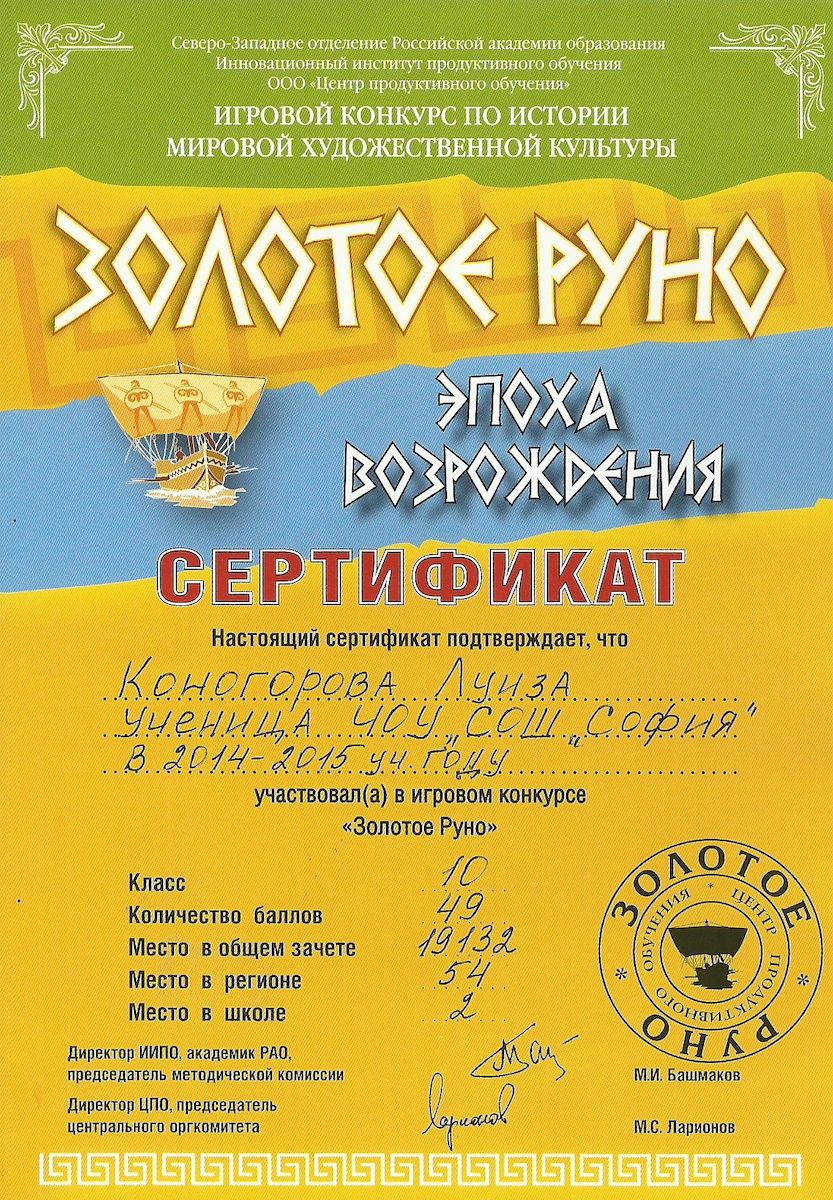 Северо-Западное отделение Российской академии образования
Инновационный институт продуктивного обучения
ООО «Центр продуктивного обучения»
ИГРОВОЙ КОНКУРС ПО ИСТОРИИ
МИРОВОЙ ХУДОЖЕСТВЕННОЙ КУЛЬТУРЫ
ЗОЛОТОЕ РУНО
ЭПОХА
ВОЗРОЖДЕНИЯ
СЕРТИФИКАТ
Настоящий сертификат подтверждает, что
Коногорова Луиза
ученица ЧОУ „СОШ „София"
в 2014-2015 уч. году
участвовал(а) в игровом конкурсе
«Золотое Руно»
Класс 10
Количество баллов 49
Место в общем зачете 19132
Место в регионе 54
Место в школе 2
ЗОЛОТОЕ
РУНО
ЦЕНТР ПРОДУКТИВНОГО ОБУЧЕНИЯ
Директор ИИПО, академик РАО,
председатель методической комиссии М.И. Башмаков
Директор ЦПО, председатель
центрального оргкомитета Ларионов М.С. Ларионов